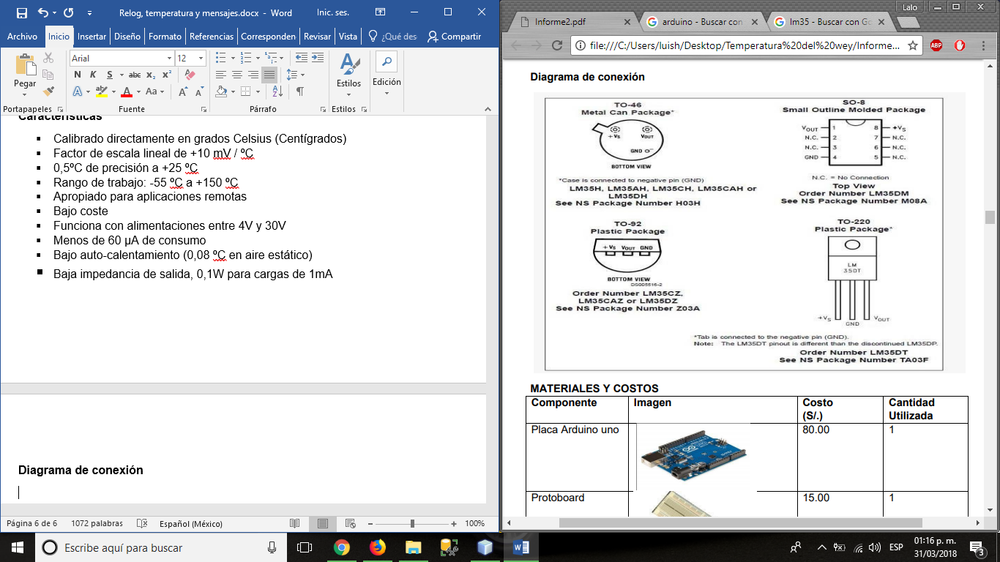 Relog, temperatura y mensajes.docx - Word
Inic. ses.
Archivo Inicio Insertar Diseño Formato Referencias Corresponden Revisar Vista ¿Qué des Compartir
Pegar
Arial 12
N K S abc x₂ x²
A ab A Aa A A
Estilos
Edición
Portapapeles Fuente Párrafo Estilos
Características
Calibrado directamente en grados Celsius (Centígrados)
Factor de escala lineal de +10 mV / ºC
0,5ºC de precisión a +25 ºC
Rango de trabajo: -55 ºC a +150 ºC
Apropiado para aplicaciones remotas
Bajo coste
Funciona con alimentaciones entre 4V y 30V
Menos de 60 µA de consumo
Bajo auto-calentamiento (0,08 ºC en aire estático)
Baja impedancia de salida, 0,1W para cargas de 1mA
Diagrama de conexión
Página 6 de 6 1072 palabras Español (México) 100%
Lalo
Informe2.pdf
arduino - Buscar con
lm35 - Buscar con Go
file:///C:/Users/luish/Desktop/Temperatura%20del%20wey/Informe...
ABP
Diagrama de conexión
TO-46
Metal Can Package*
+VS VOUT
GND
BOTTOM VIEW
*Case is connected to negative pin (GND)
LM35H, LM35AH, LM35CH, LM35CAH or
LM35DH
See NS Package Number H03H
SO-8
Small Outline Molded Package
VOUT 1 8 +VS
N.C. 2 7 N.C.
N.C. 3 6 N.C.
GND 4 5 N.C.
N.C. = No Connection
Top View
Order Number LM35DM
See NS Package Number M08A
TO-92
Plastic Package
+VS VOUT GND
BOTTOM VIEW
DS005516-2
Order Number LM35CZ,
LM35CAZ or LM35DZ
See NS Package Number Z03A
TO-220
Plastic Package*
LM
35DT
+VS GND VOUT
*Tab is connected to the negative pin (GND).
Note: The LM35DT pinout is different than the discontinued LM35DP.
Order Number LM35DT
See NS Package Number TA03F
MATERIALES Y COSTOS
Componente Imagen Costo (S/.) Cantidad Utilizada
Placa Arduino uno 80.00 1
Protoboard 15.00 1
Escribe aquí para buscar
ESP
01:16 p. m.
31/03/2018
3